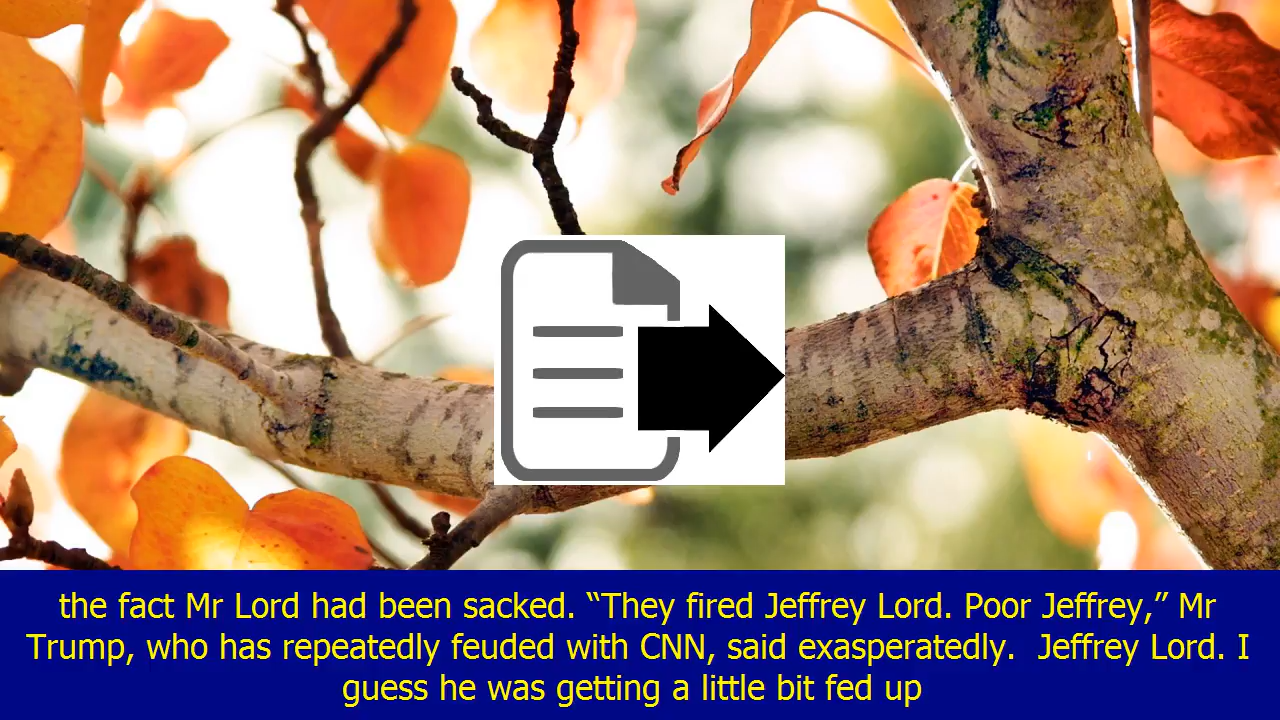 the fact Mr Lord had been sacked. “They fired Jeffrey Lord. Poor Jeffrey,” Mr
Trump, who has repeatedly feuded with CNN, said exasperatedly.  Jeffrey Lord. I
guess he was getting a little bit fed up